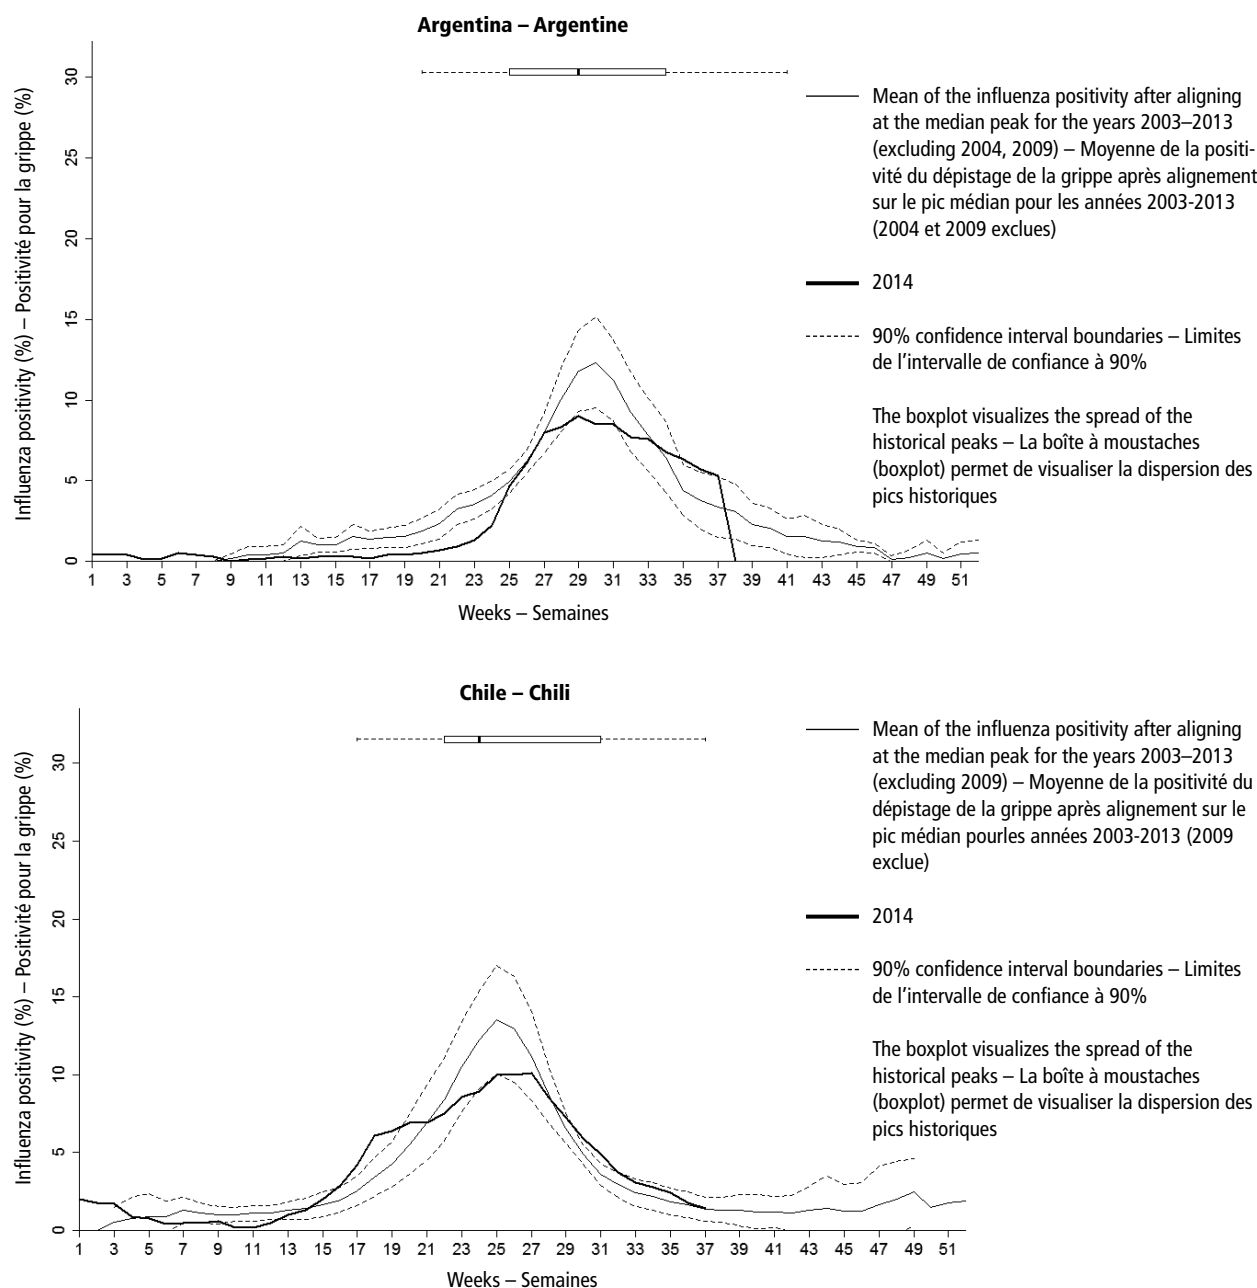 Argentina – Argentine
Influenza positivity (%) – Positivité pour la grippe (%)
30
25
20
15
10
5
0
1 3 5 7 9 11 13 15 17 19 21 23 25 27 29 31 33 35 37 39 41 43 45 47 49 51
Weeks – Semaines
Mean of the influenza positivity after aligning
at the median peak for the years 2003–2013
(excluding 2004, 2009) – Moyenne de la positi-
vité du dépistage de la grippe après alignement
sur le pic médian pour les années 2003-2013
(2004 et 2009 exclues)
2014
90% confidence interval boundaries – Limites
de l’intervalle de confiance à 90%
The boxplot visualizes the spread of the
historical peaks – La boîte à moustaches
(boxplot) permet de visualiser la dispersion des
pics historiques
Chile – Chili
Influenza positivity (%) – Positivité pour la grippe (%)
30
25
20
15
10
5
0
1 3 5 7 9 11 13 15 17 19 21 23 25 27 29 31 33 35 37 39 41 43 45 47 49 51
Weeks – Semaines
Mean of the influenza positivity after aligning
at the median peak for the years 2003–2013
(excluding 2009) – Moyenne de la positivité du
dépistage de la grippe après alignement sur le
pic médian pourles années 2003-2013 (2009
exclue)
2014
90% confidence interval boundaries – Limites
de l’intervalle de confiance à 90%
The boxplot visualizes the spread of the
historical peaks – La boîte à moustaches
(boxplot) permet de visualiser la dispersion des
pics historiques